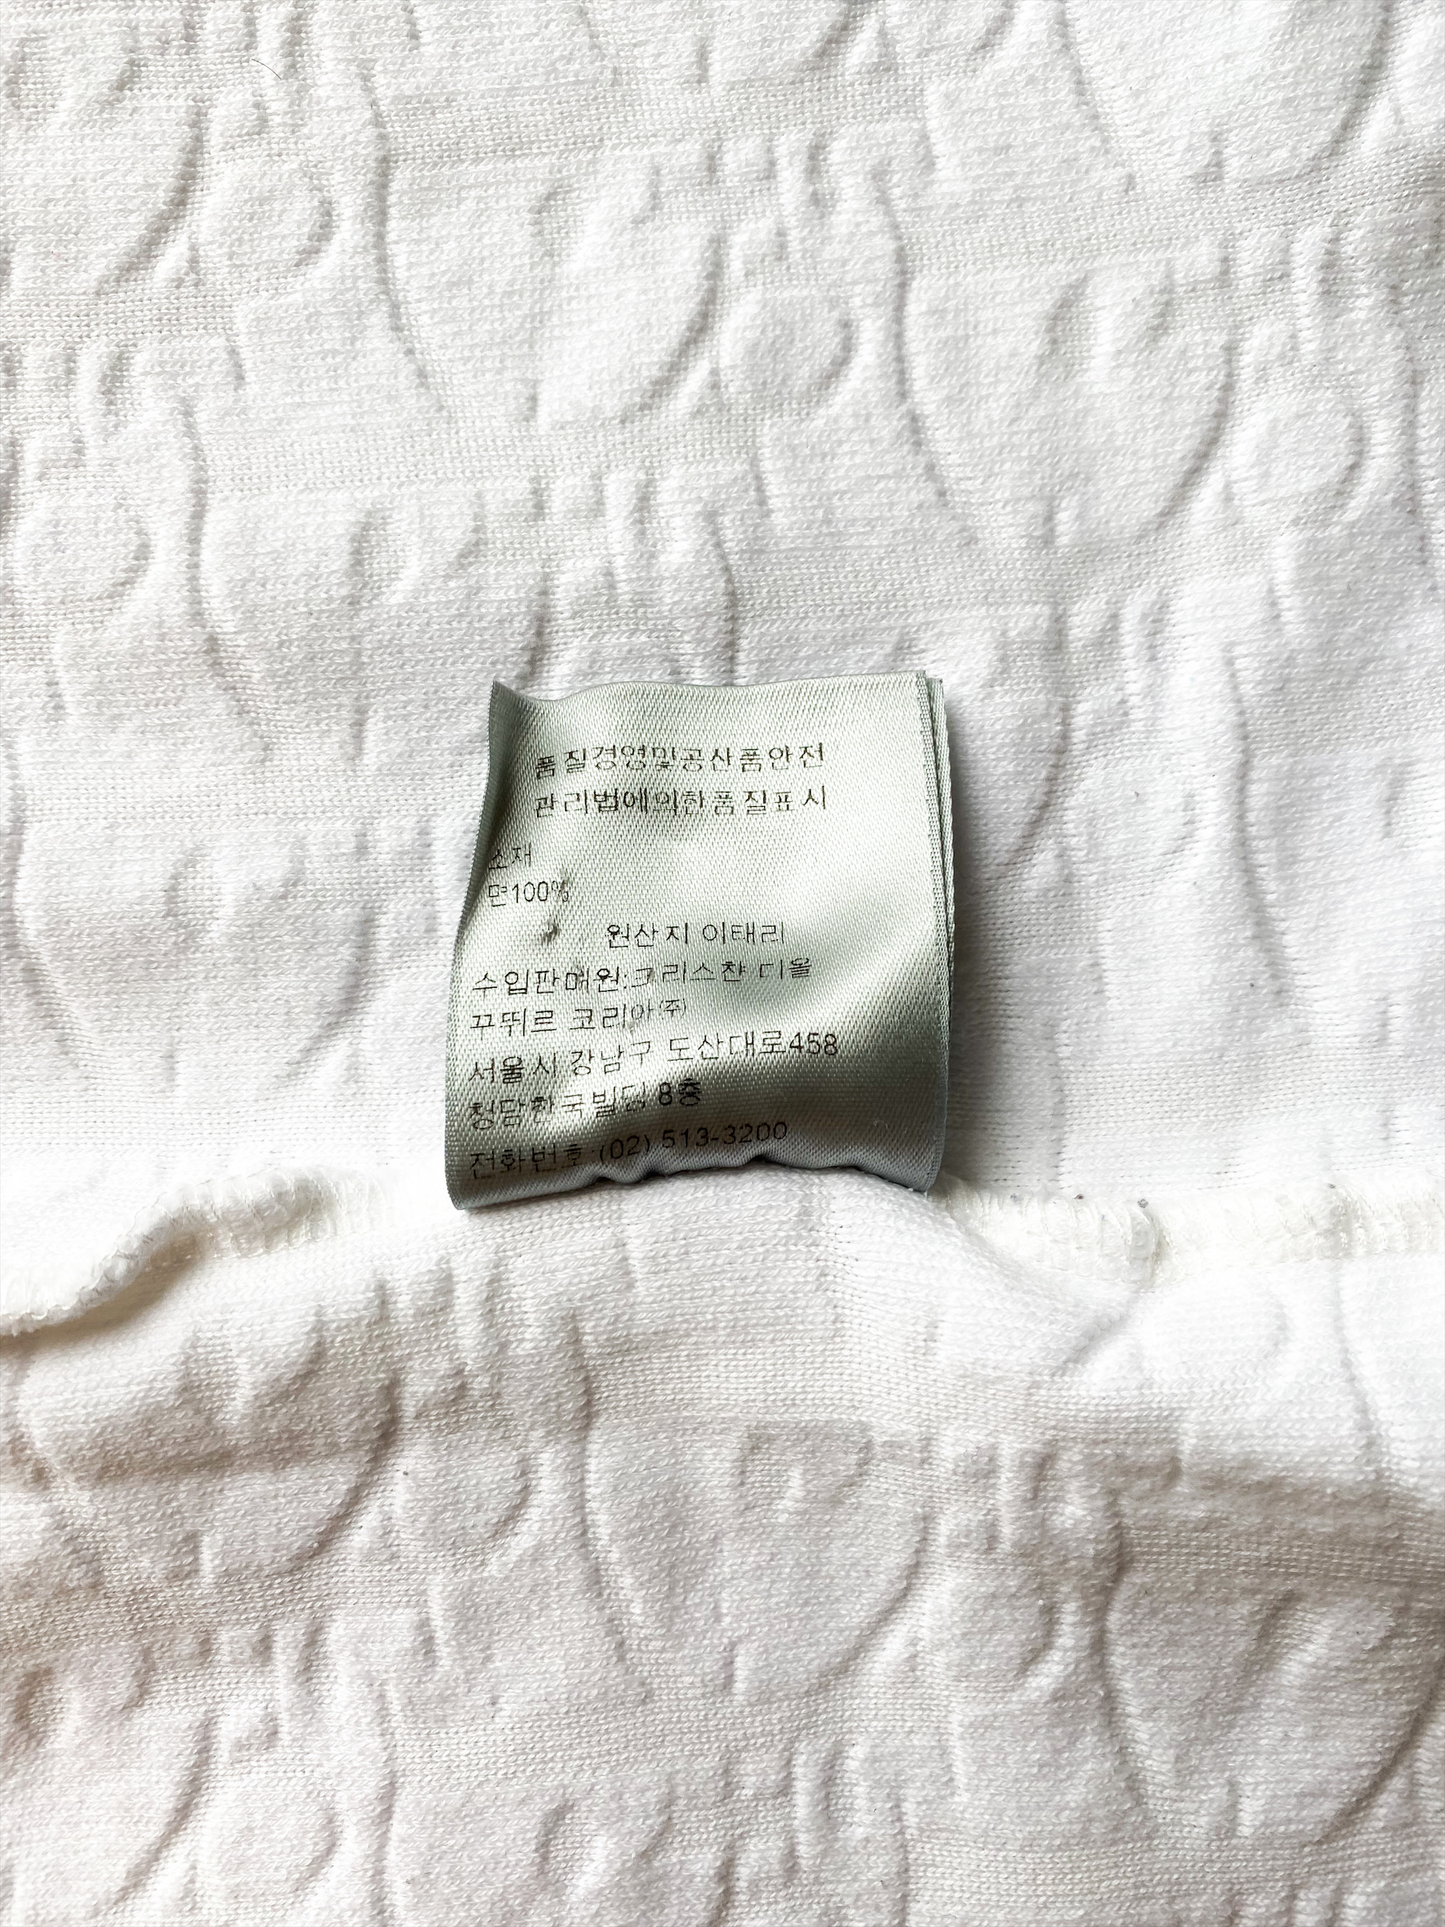 품질경영및공산품안전
관리법에의한품질표시
소재
면100%
원산지 이태리
수입판매원:크리스챤 디올
꾸뛰르 코리아(주)
서울시 강남구 도산대로458
청담한국빌딩 8층
전화번호:(02) 513-3200